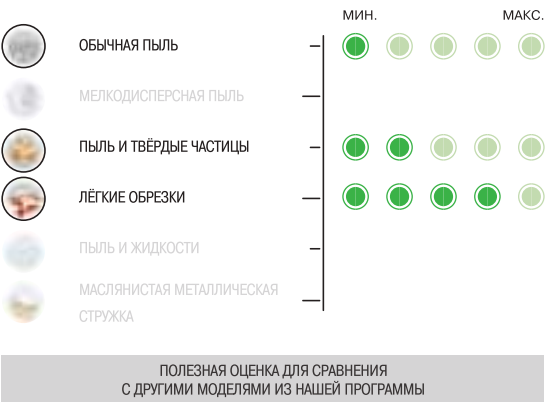 МИН. МАКС.
ОБЫЧНАЯ ПЫЛЬ
МЕЛКОДИСПЕРСНАЯ ПЫЛЬ
ПЫЛЬ И ТВЁРДЫЕ ЧАСТИЦЫ
ЛЁГКИЕ ОБРЕЗКИ
ПЫЛЬ И ЖИДКОСТИ
МАСЛЯНИСТАЯ МЕТАЛЛИЧЕСКАЯ
СТРУЖКА
ПОЛЕЗНАЯ ОЦЕНКА ДЛЯ СРАВНЕНИЯ
С ДРУГИМИ МОДЕЛЯМИ ИЗ НАШЕЙ ПРОГРАММЫ